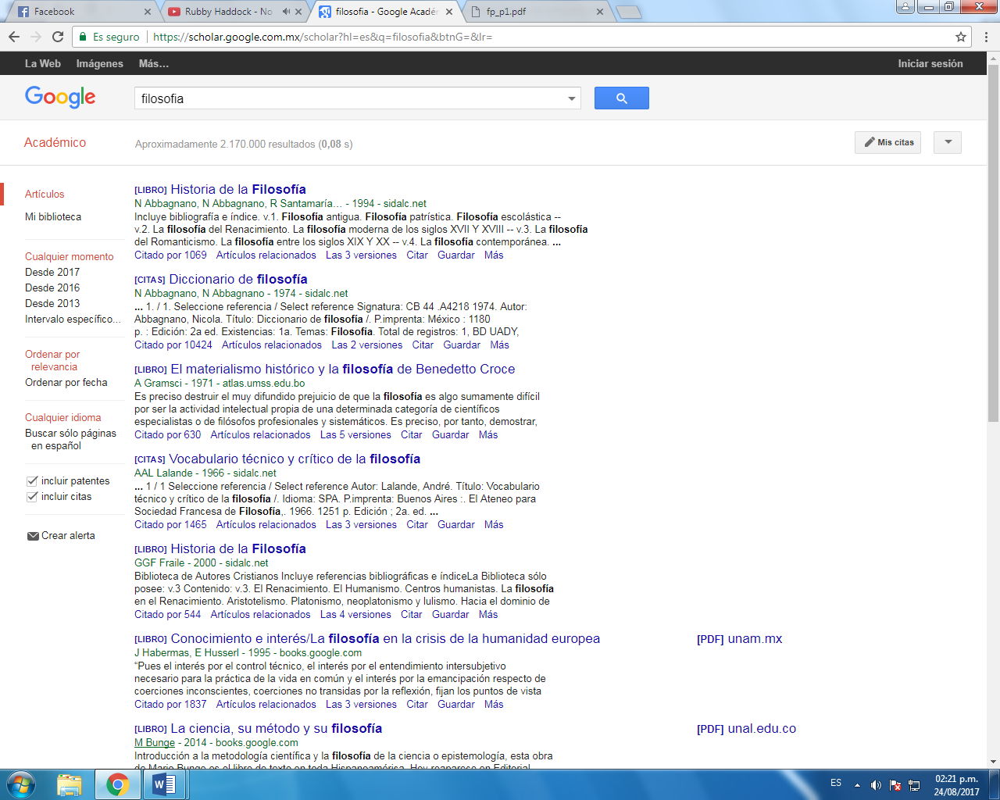 Facebook
Rubby Haddock - No
filosofia - Google Académ
fp_p1.pdf
Es seguro
https://scholar.google.com.mx/scholar?hl=es&q=filosofia&btnG=&lr=
La Web Imágenes Más... Iniciar sesión
Google
filosofia
Académico
Aproximadamente 2.170.000 resultados (0,08 s)
Mis citas
Artículos
Mi biblioteca
Cualquier momento
Desde 2017
Desde 2016
Desde 2013
Intervalo específico...
Ordenar por
relevancia
Ordenar por fecha
Cualquier idioma
Buscar sólo páginas
en español
incluir patentes
incluir citas
Crear alerta
[LIBRO] Historia de la Filosofía
N Abbagnano, N Abbagnano, R Santamaría... - 1994 - sidalc.net
Incluye bibliografía e índice. v.1. Filosofía antigua. Filosofía patrística. Filosofía escolástica --
v.2. La filosofía del Renacimiento. La filosofía moderna de los siglos XVII Y XVIII -- v.3. La filosofía
del Romanticismo. La filosofía entre los siglos XIX Y XX -- v.4. La filosofía contemporánea. ...
Citado por 1069 Artículos relacionados Las 3 versiones Citar Guardar Más
[CITAS] Diccionario de filosofía
N Abbagnano, N Abbagnano - 1974 - sidalc.net
... 1. / 1. Seleccione referencia / Select reference Signatura: CB 44 .A4218 1974. Autor:
Abbagnano, Nicola. Título: Diccionario de filosofía /. P.imprenta: México : 1180
p. : Edición: 2a ed. Existencias: 1a. Temas: Filosofía. Total de registros: 1, BD UADY,
Citado por 10424 Artículos relacionados Las 2 versiones Citar Guardar Más
[LIBRO] El materialismo histórico y la filosofía de Benedetto Croce
A Gramsci - 1971 - atlas.umss.edu.bo
Es preciso destruir el muy difundido prejuicio de que la filosofía es algo sumamente difícil
por ser la actividad intelectual propia de una determinada categoría de científicos
especialistas o de filósofos profesionales y sistemáticos. Es preciso, por tanto, demostrar,
Citado por 630 Artículos relacionados Las 5 versiones Citar Guardar Más
[CITAS] Vocabulario técnico y crítico de la filosofía
AAL Lalande - 1966 - sidalc.net
... 1 / 1 Seleccione referencia / Select reference Autor: Lalande, André. Título: Vocabulario
técnico y crítico de la filosofía /. Idioma: SPA. P.imprenta: Buenos Aires :. El Ateneo para
Sociedad Francesa de Filosofía,. 1966. 1251 p. Edición ; 2a. ed. ...
Citado por 1465 Artículos relacionados Las 3 versiones Citar Guardar Más
[LIBRO] Historia de la Filosofía
GGF Fraile - 2000 - sidalc.net
Biblioteca de Autores Cristianos Incluye referencias bibliográficas e índiceLa Biblioteca sólo
posee: v.3 Contenido: v.3. El Renacimiento. El Humanismo. Centros humanistas. La filosofía
en el Renacimiento. Aristotelismo. Platonismo, neoplatonismo y lulismo. Hacia el dominio de
Citado por 544 Artículos relacionados Las 4 versiones Citar Guardar Más
[LIBRO] Conocimiento e interés/La filosofía en la crisis de la humanidad europea [PDF] unam.mx
J Habermas, E Husserl - 1995 - books.google.com
“Pues el interés por el control técnico, el interés por el entendimiento intersubjetivo
necesario para la práctica de la vida en común y el interés por la emancipación respecto de
coerciones inconscientes, coerciones no transidas por la reflexión, fijan los puntos de vista
Citado por 1837 Artículos relacionados Las 3 versiones Citar Guardar Más
[LIBRO] La ciencia, su método y su filosofía [PDF] unal.edu.co
M Bunge - 2014 - books.google.com
Introducción a la metodología científica y la filosofía de la ciencia o epistemología, esta obra
de Mario Bunge es el libro de texto en toda Hispanoamérica. Hoy reaparece en Editorial
ES
02:21 p.m.
24/08/2017